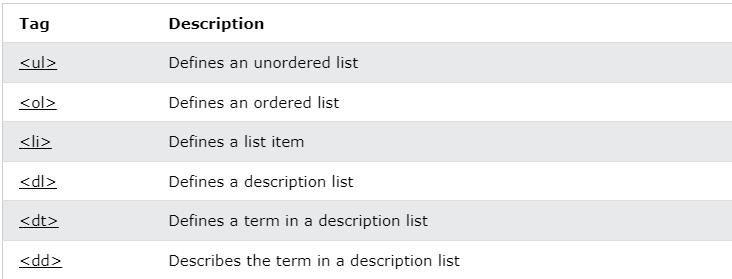 Tag Description
<ul> Defines an unordered list
<ol> Defines an ordered list
<li> Defines a list item
<dl> Defines a description list
<dt> Defines a term in a description list
<dd> Describes the term in a description list